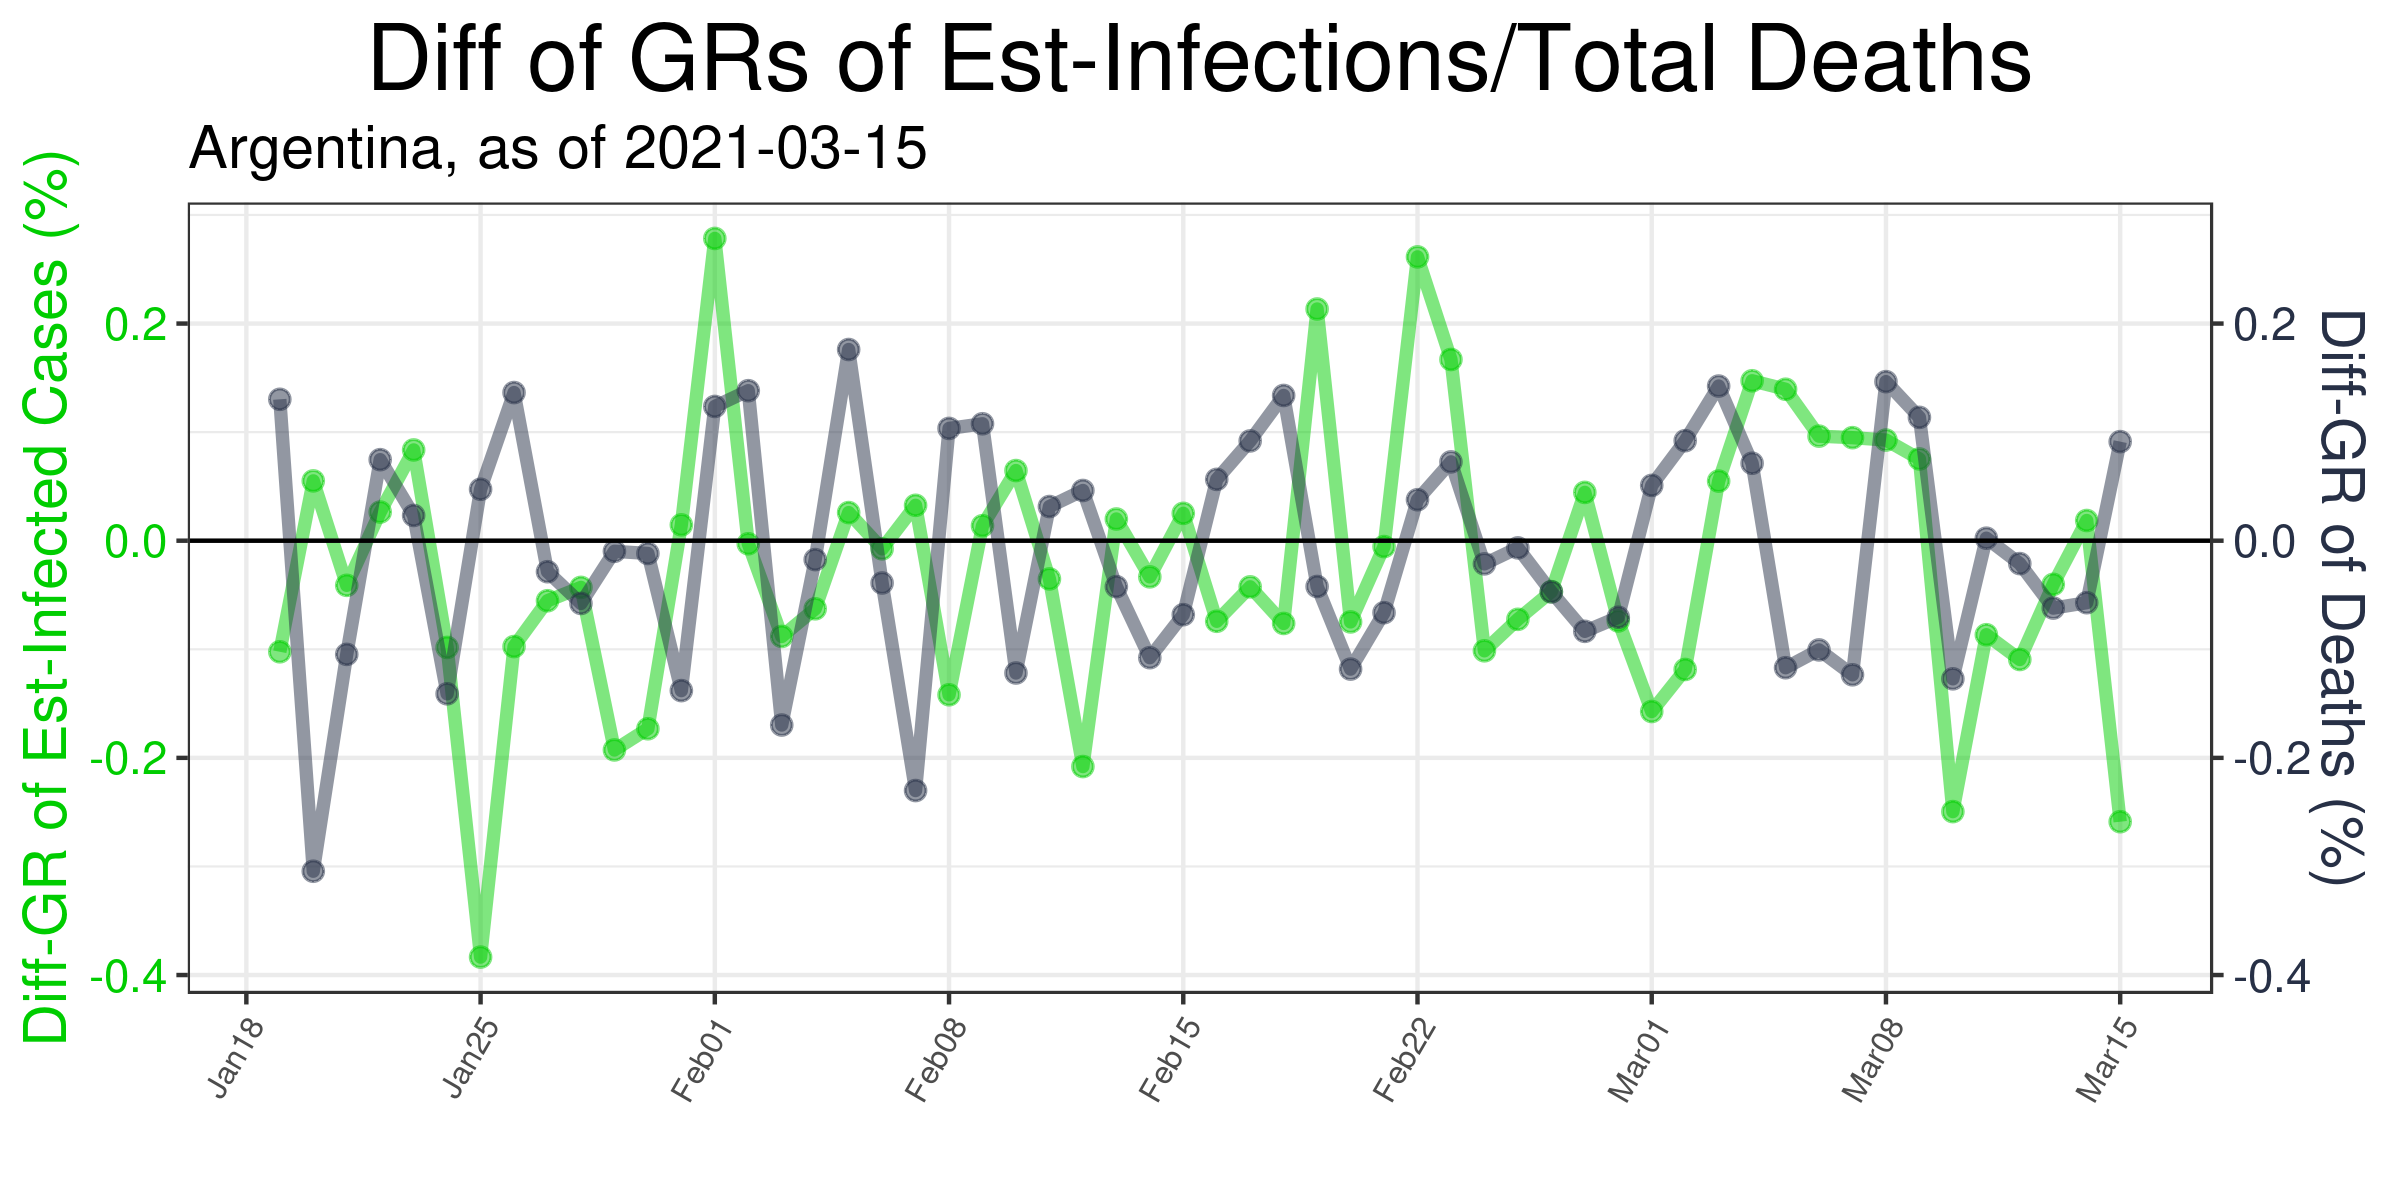 Diff of GRs of Est-Infections/Total Deaths
Argentina, as of 2021-03-15
Diff-GR of Est-Infected Cases (%)
0.2
0.0
-0.2
-0.4
0.2
0.0
-0.2
-0.4
Diff-GR of Deaths (%)
Jan18
Jan25
Feb01
Feb08
Feb15
Feb22
Mar01
Mar08
Mar15